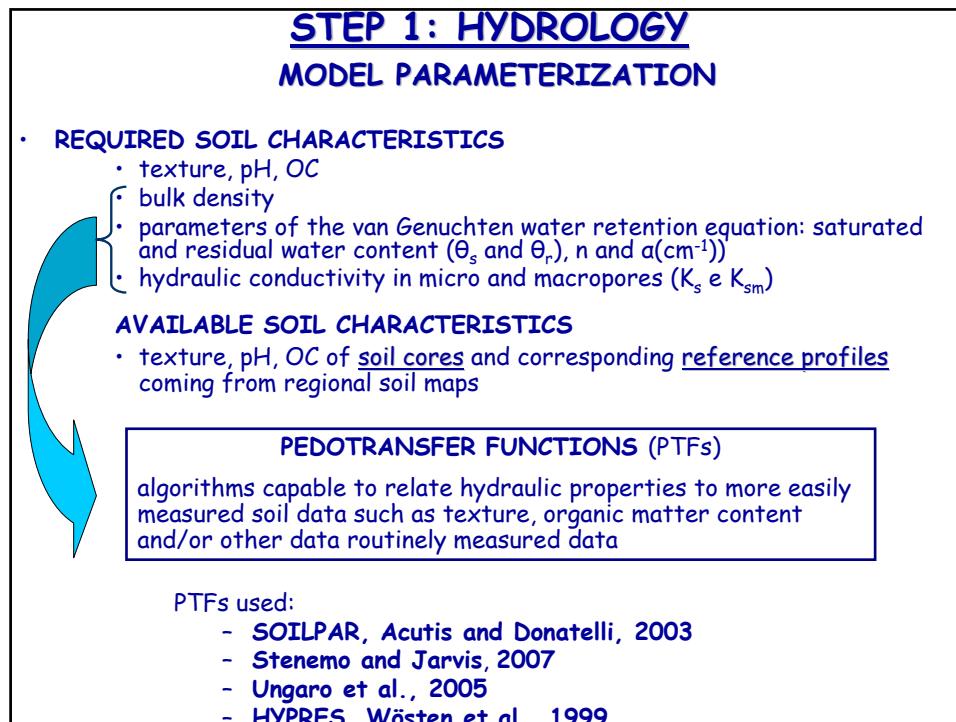 STEP 1: HYDROLOGY
MODEL PARAMETERIZATION
• REQUIRED SOIL CHARACTERISTICS
• texture, pH, OC
• bulk density
• parameters of the van Genuchten water retention equation: saturated
and residual water content (θs and θr), n and α(cm-1))
• hydraulic conductivity in micro and macropores (Ks e Ksm)
AVAILABLE SOIL CHARACTERISTICS
• texture, pH, OC of soil cores and corresponding reference profiles
coming from regional soil maps
PEDOTRANSFER FUNCTIONS (PTFs)
algorithms capable to relate hydraulic properties to more easily
measured soil data such as texture, organic matter content
and/or other data routinely measured data
PTFs used:
– SOILPAR, Acutis and Donatelli, 2003
– Stenemo and Jarvis, 2007
– Ungaro et al., 2005
– HYPRES, Wösten et al., 1999